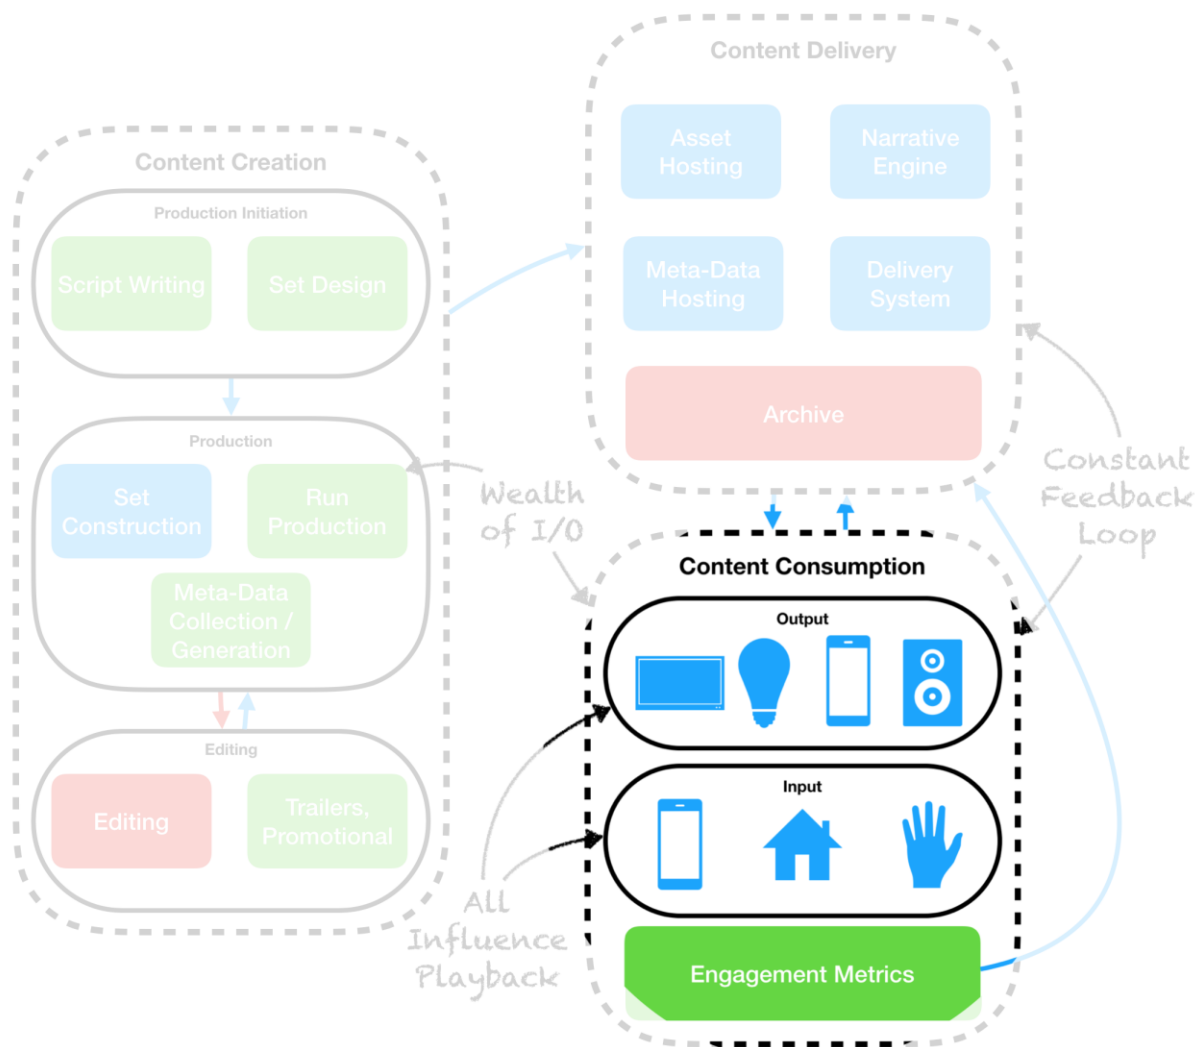 Content Delivery
Asset
Hosting
Narrative
Engine
Meta-Data
Hosting
Delivery
System
Archive
Content Creation
Production Initiation
Script Writing
Set Design
Production
Set
Construction
Run
Production
Meta-Data
Collection /
Generation
Editing
Editing
Trailers,
Promotional
Wealth
of I/O
Constant
Feedback
Loop
Content Consumption
Output
Input
All
Influence
Playback
Engagement Metrics